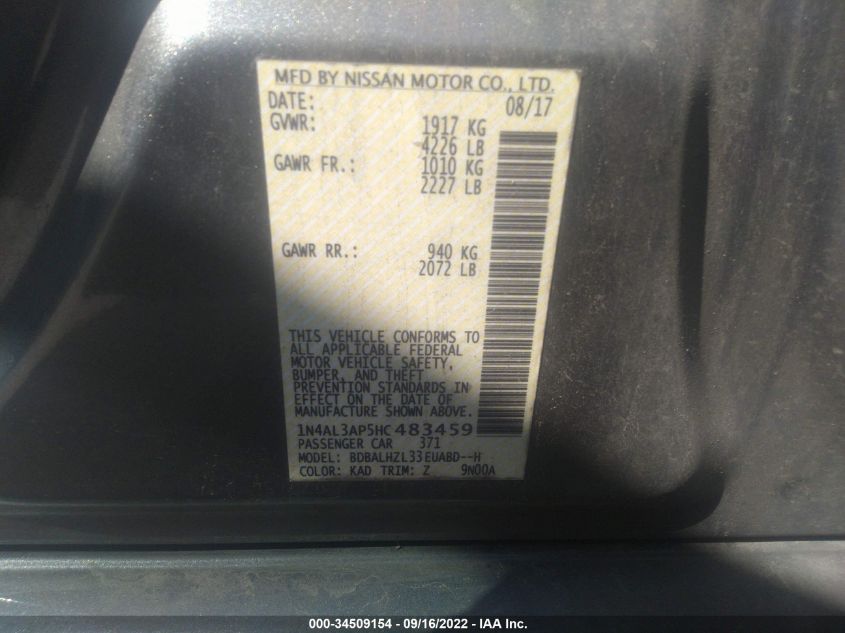 MFD BY NISSAN MOTOR CO., LTD.
DATE: 08/17
GVWR: 1917 KG
4226 LB
GAWR FR.: 1010 KG
2227 LB
GAWR RR.: 940 KG
2072 LB
THIS VEHICLE CONFORMS TO
ALL APPLICABLE FEDERAL
MOTOR VEHICLE SAFETY,
BUMPER, AND THEFT
PREVENTION STANDARDS IN
EFFECT ON THE DATE OF
MANUFACTURE SHOWN ABOVE.
1N4AL3AP5HC483459
PASSENGER CAR 371
MODEL: BDBALHZL33EUABD--H
COLOR: KAD TRIM: Z 9N00A
000-34509154 - 09/16/2022 - IAA Inc.